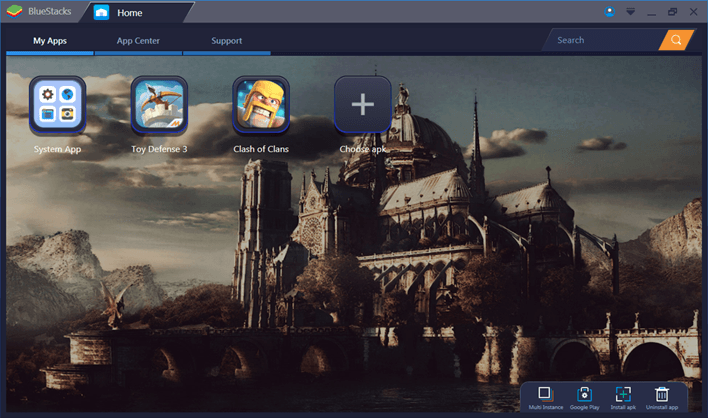 BlueStacks
Home
My Apps
App Center
Support
Search
System App
Toy Defense 3
Clash of Clans
Choose apk
Multi Instance
Google Play
Install apk
Uninstall app